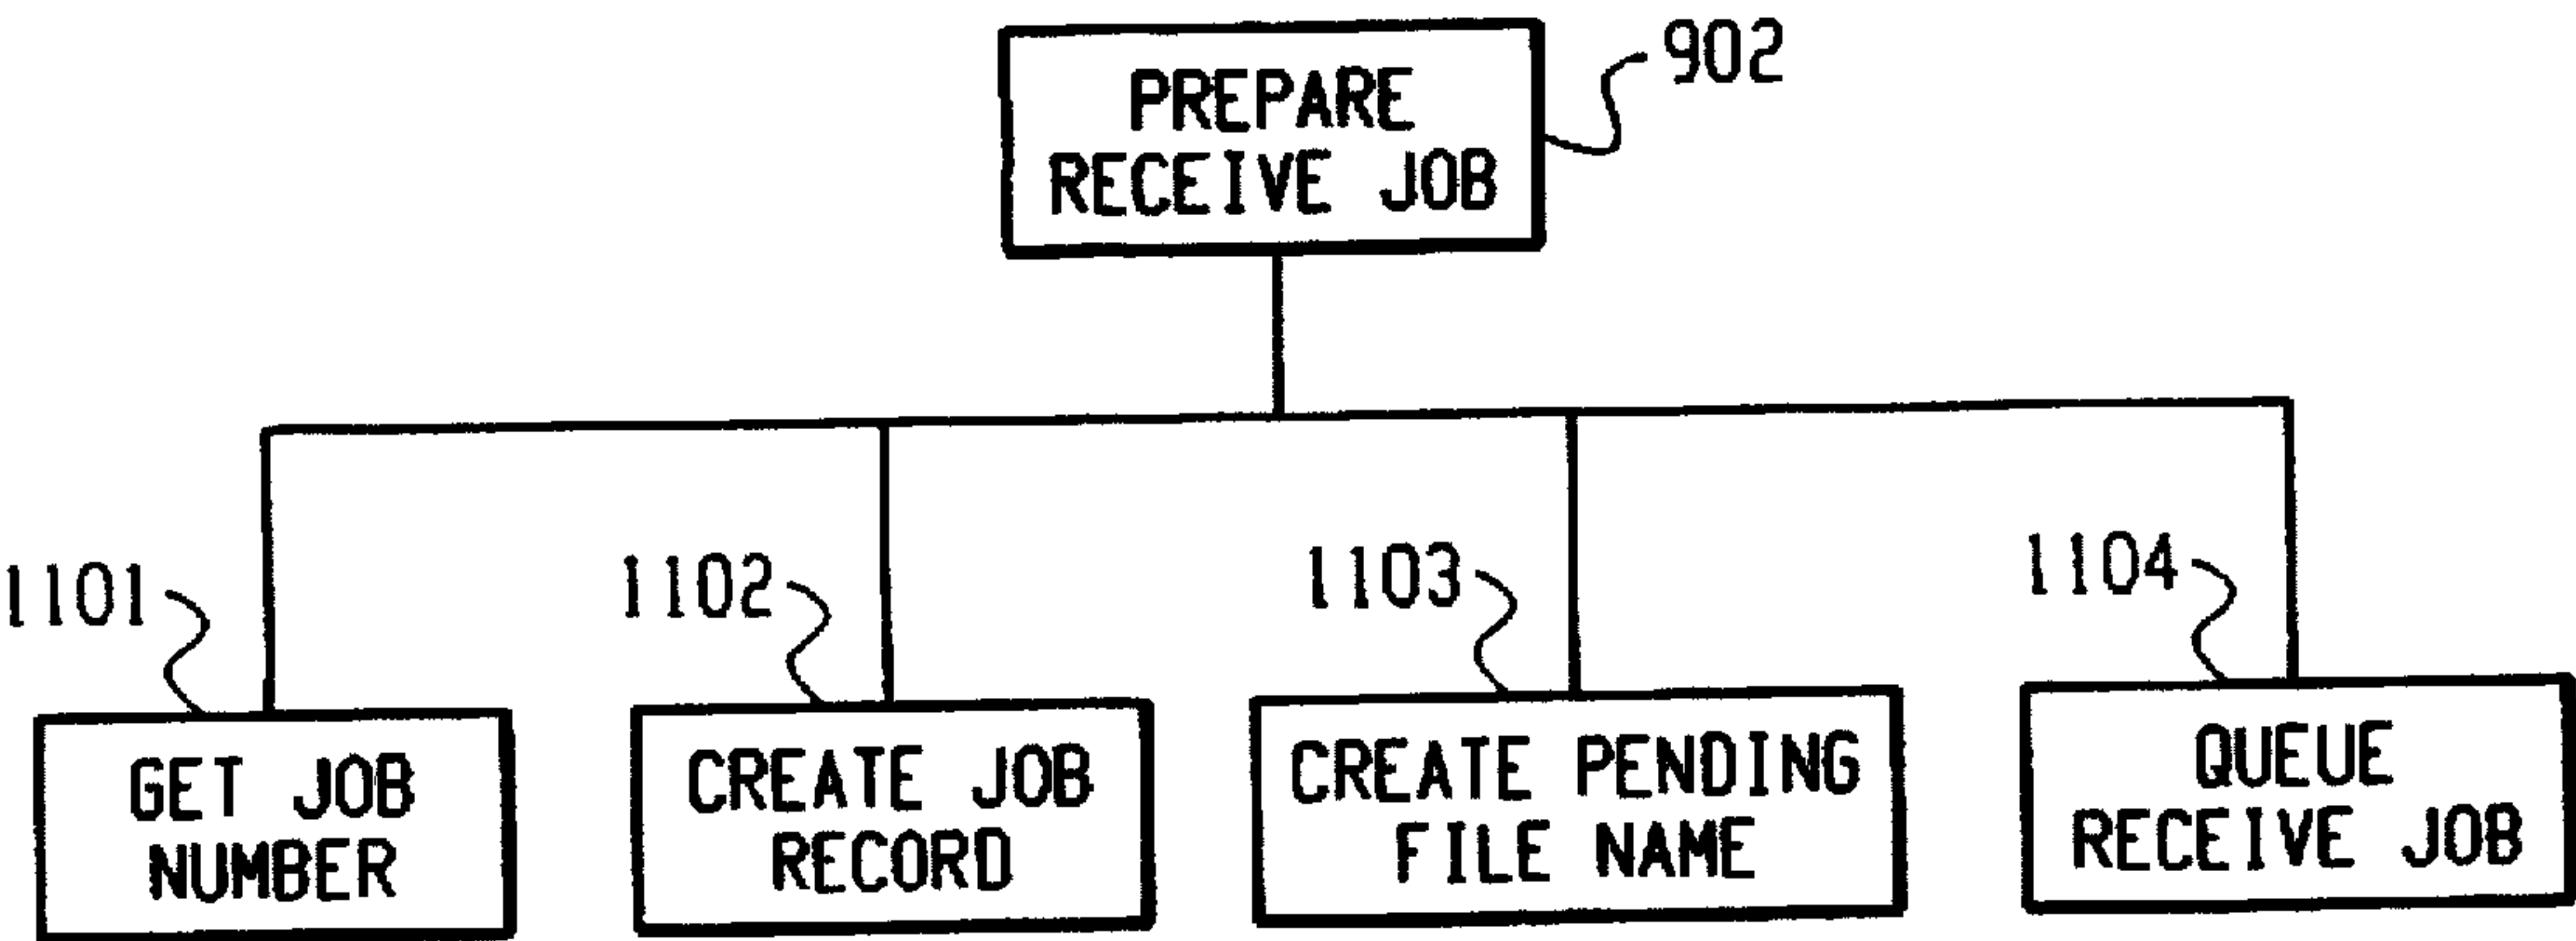 PREPARE
RECEIVE JOB
902
1101
1102
1103
1104
GET JOB
NUMBER
CREATE JOB
RECORD
CREATE PENDING
FILE NAME
QUEUE
RECEIVE JOB